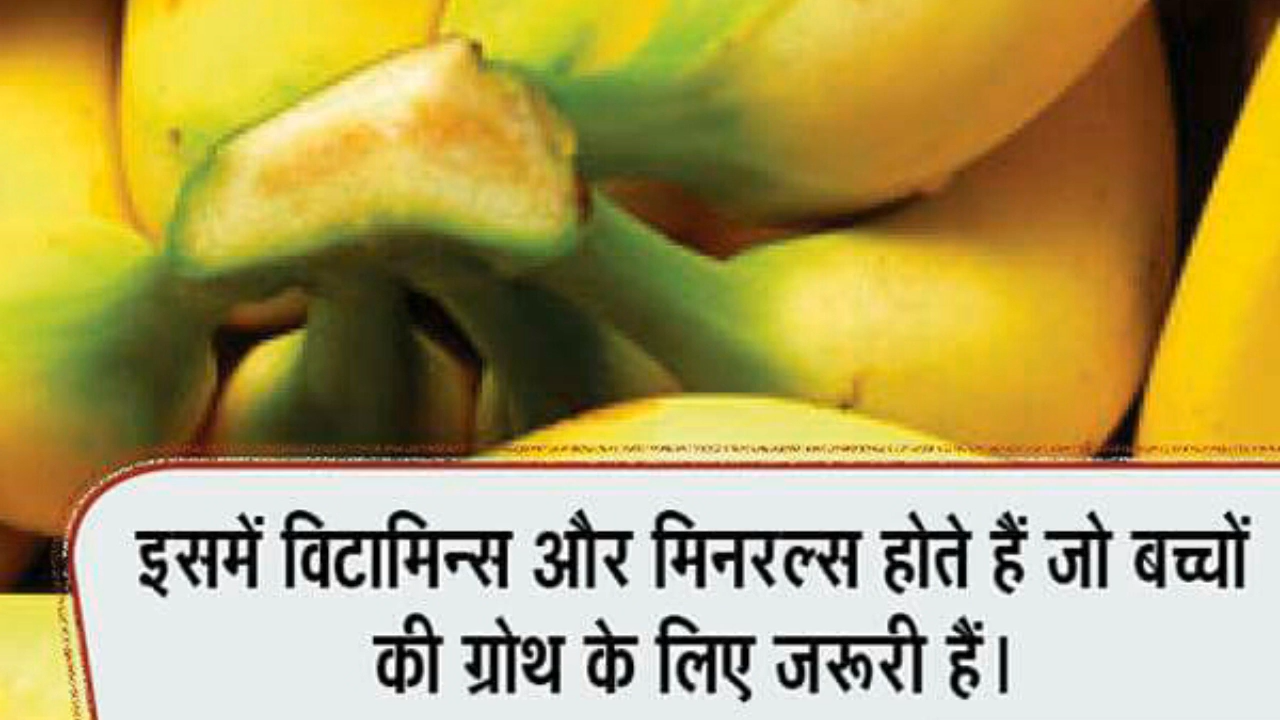 इसमें विटामिन्स और मिनरल्स होते हैं जो बच्चों
की ग्रोथ के लिए जरूरी हैं।